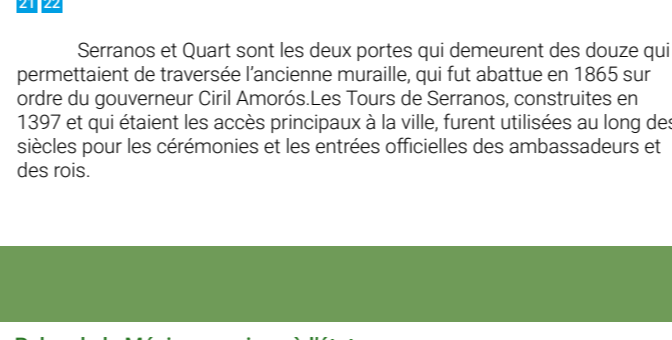 21 22
Serranos et Quart sont les deux portes qui demeurent des douze qui
permettaient de traversée l’ancienne muraille, qui fut abattue en 1865 sur
ordre du gouverneur Ciril Amorós.Les Tours de Serranos, construites en
1397 et qui étaient les accès principaux à la ville, furent utilisées au long des
siècles pour les cérémonies et les entrées officielles des ambassadeurs et
des rois.